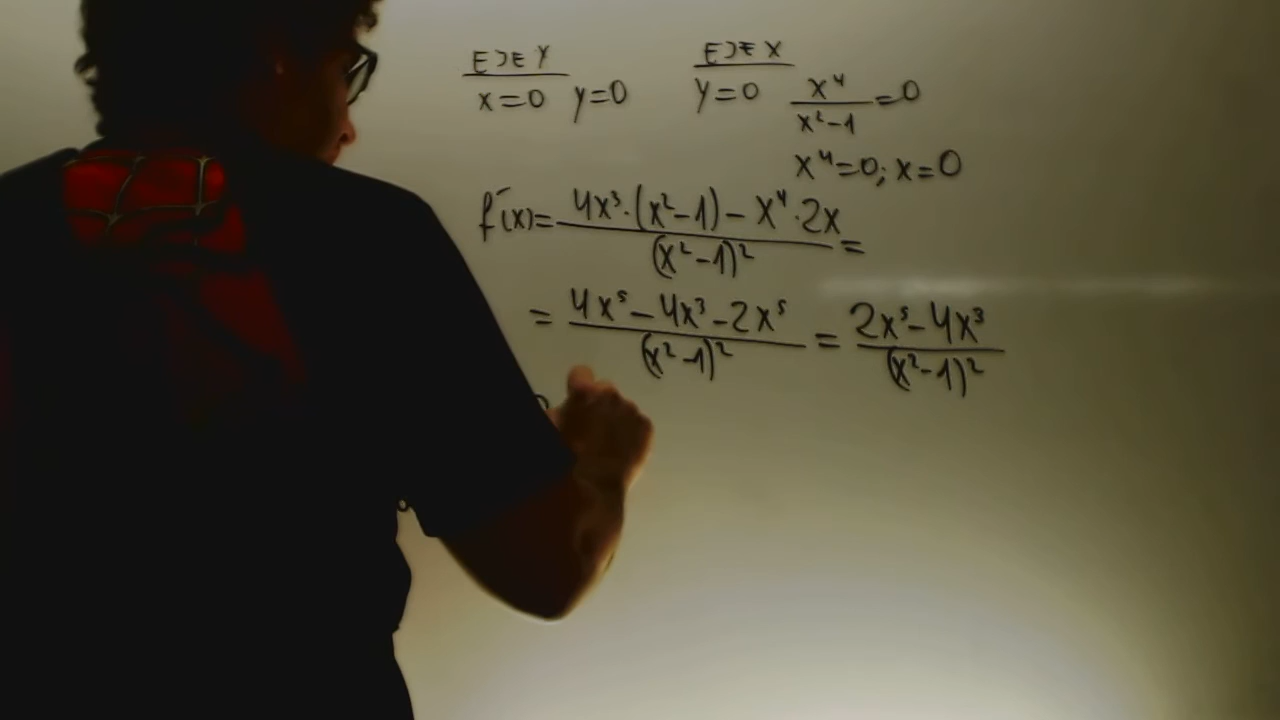 EJE Y
x=0 y=0
EJE X
y=0 x⁴/(x²-1)=0
x⁴=0; x=0
f´(x)= (4x³·(x²-1)-x⁴·2x)/(x²-1)² =
= (4x⁵-4x³-2x⁵)/(x²-1)² = (2x⁵-4x³)/(x²-1)²